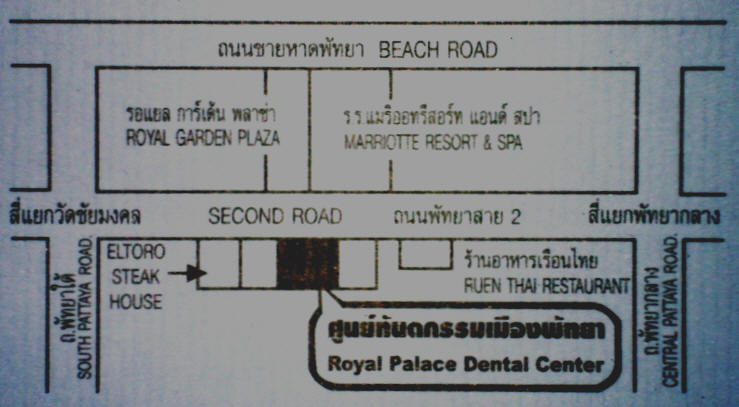 ถนนชายหาดพัทยา BEACH ROAD
รอแยล การ์เด้น พลาซ่า
ROYAL GARDEN PLAZA
ร.ร.แมริออทรีสอร์ท แอนด์ สปา
MARRIOTTE RESORT & SPA
สี่แยกวัดชัยมงคล
SECOND ROAD
ถนนพัทยาสาย 2
สี่แยกพัทยากลาง
ถ.พัทยาใต้
SOUTH PATTAYA ROAD.
ELTORO
STEAK
HOUSE
ร้านอาหารเรือนไทย
RUEN THAI RESTAURANT
ศูนย์ทันตกรรมเมืองพัทยา
Royal Palace Dental Center
ถ.พัทยากลาง
CENTRAL PATTAYA ROAD.